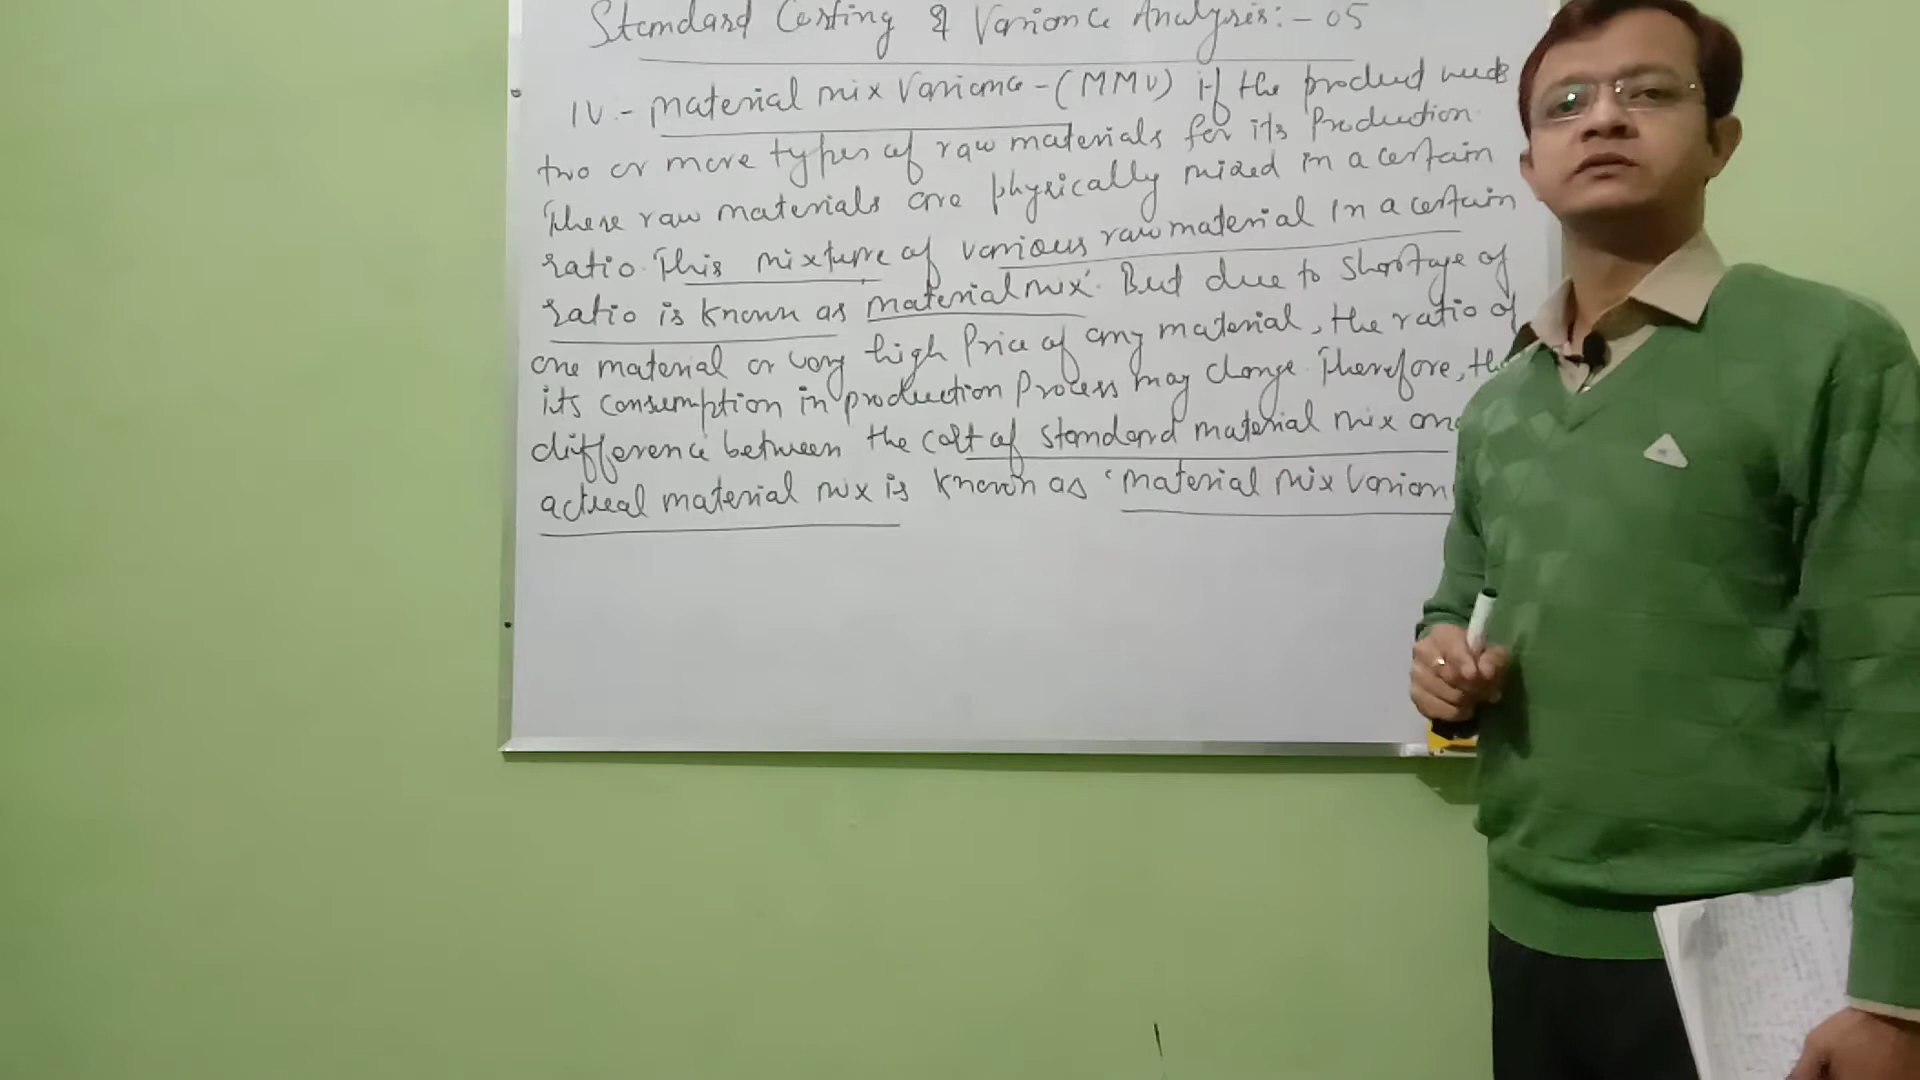 Standard Costing & Variance Analysis:- 05
IV.- Material mix Variance - (MMV) if the product needs
two or more types of raw materials for its Production
These raw materials are physically mixed in a certain
ratio. This mixture of various raw material in a certain
ratio is known as 'material mix'. But due to shortage of
one material or very high Price of any material, the ratio of
its consumption in production Process may change. Therefore, the
difference between the cost of standard material mix and
actual material mix is known as 'material mix Varian